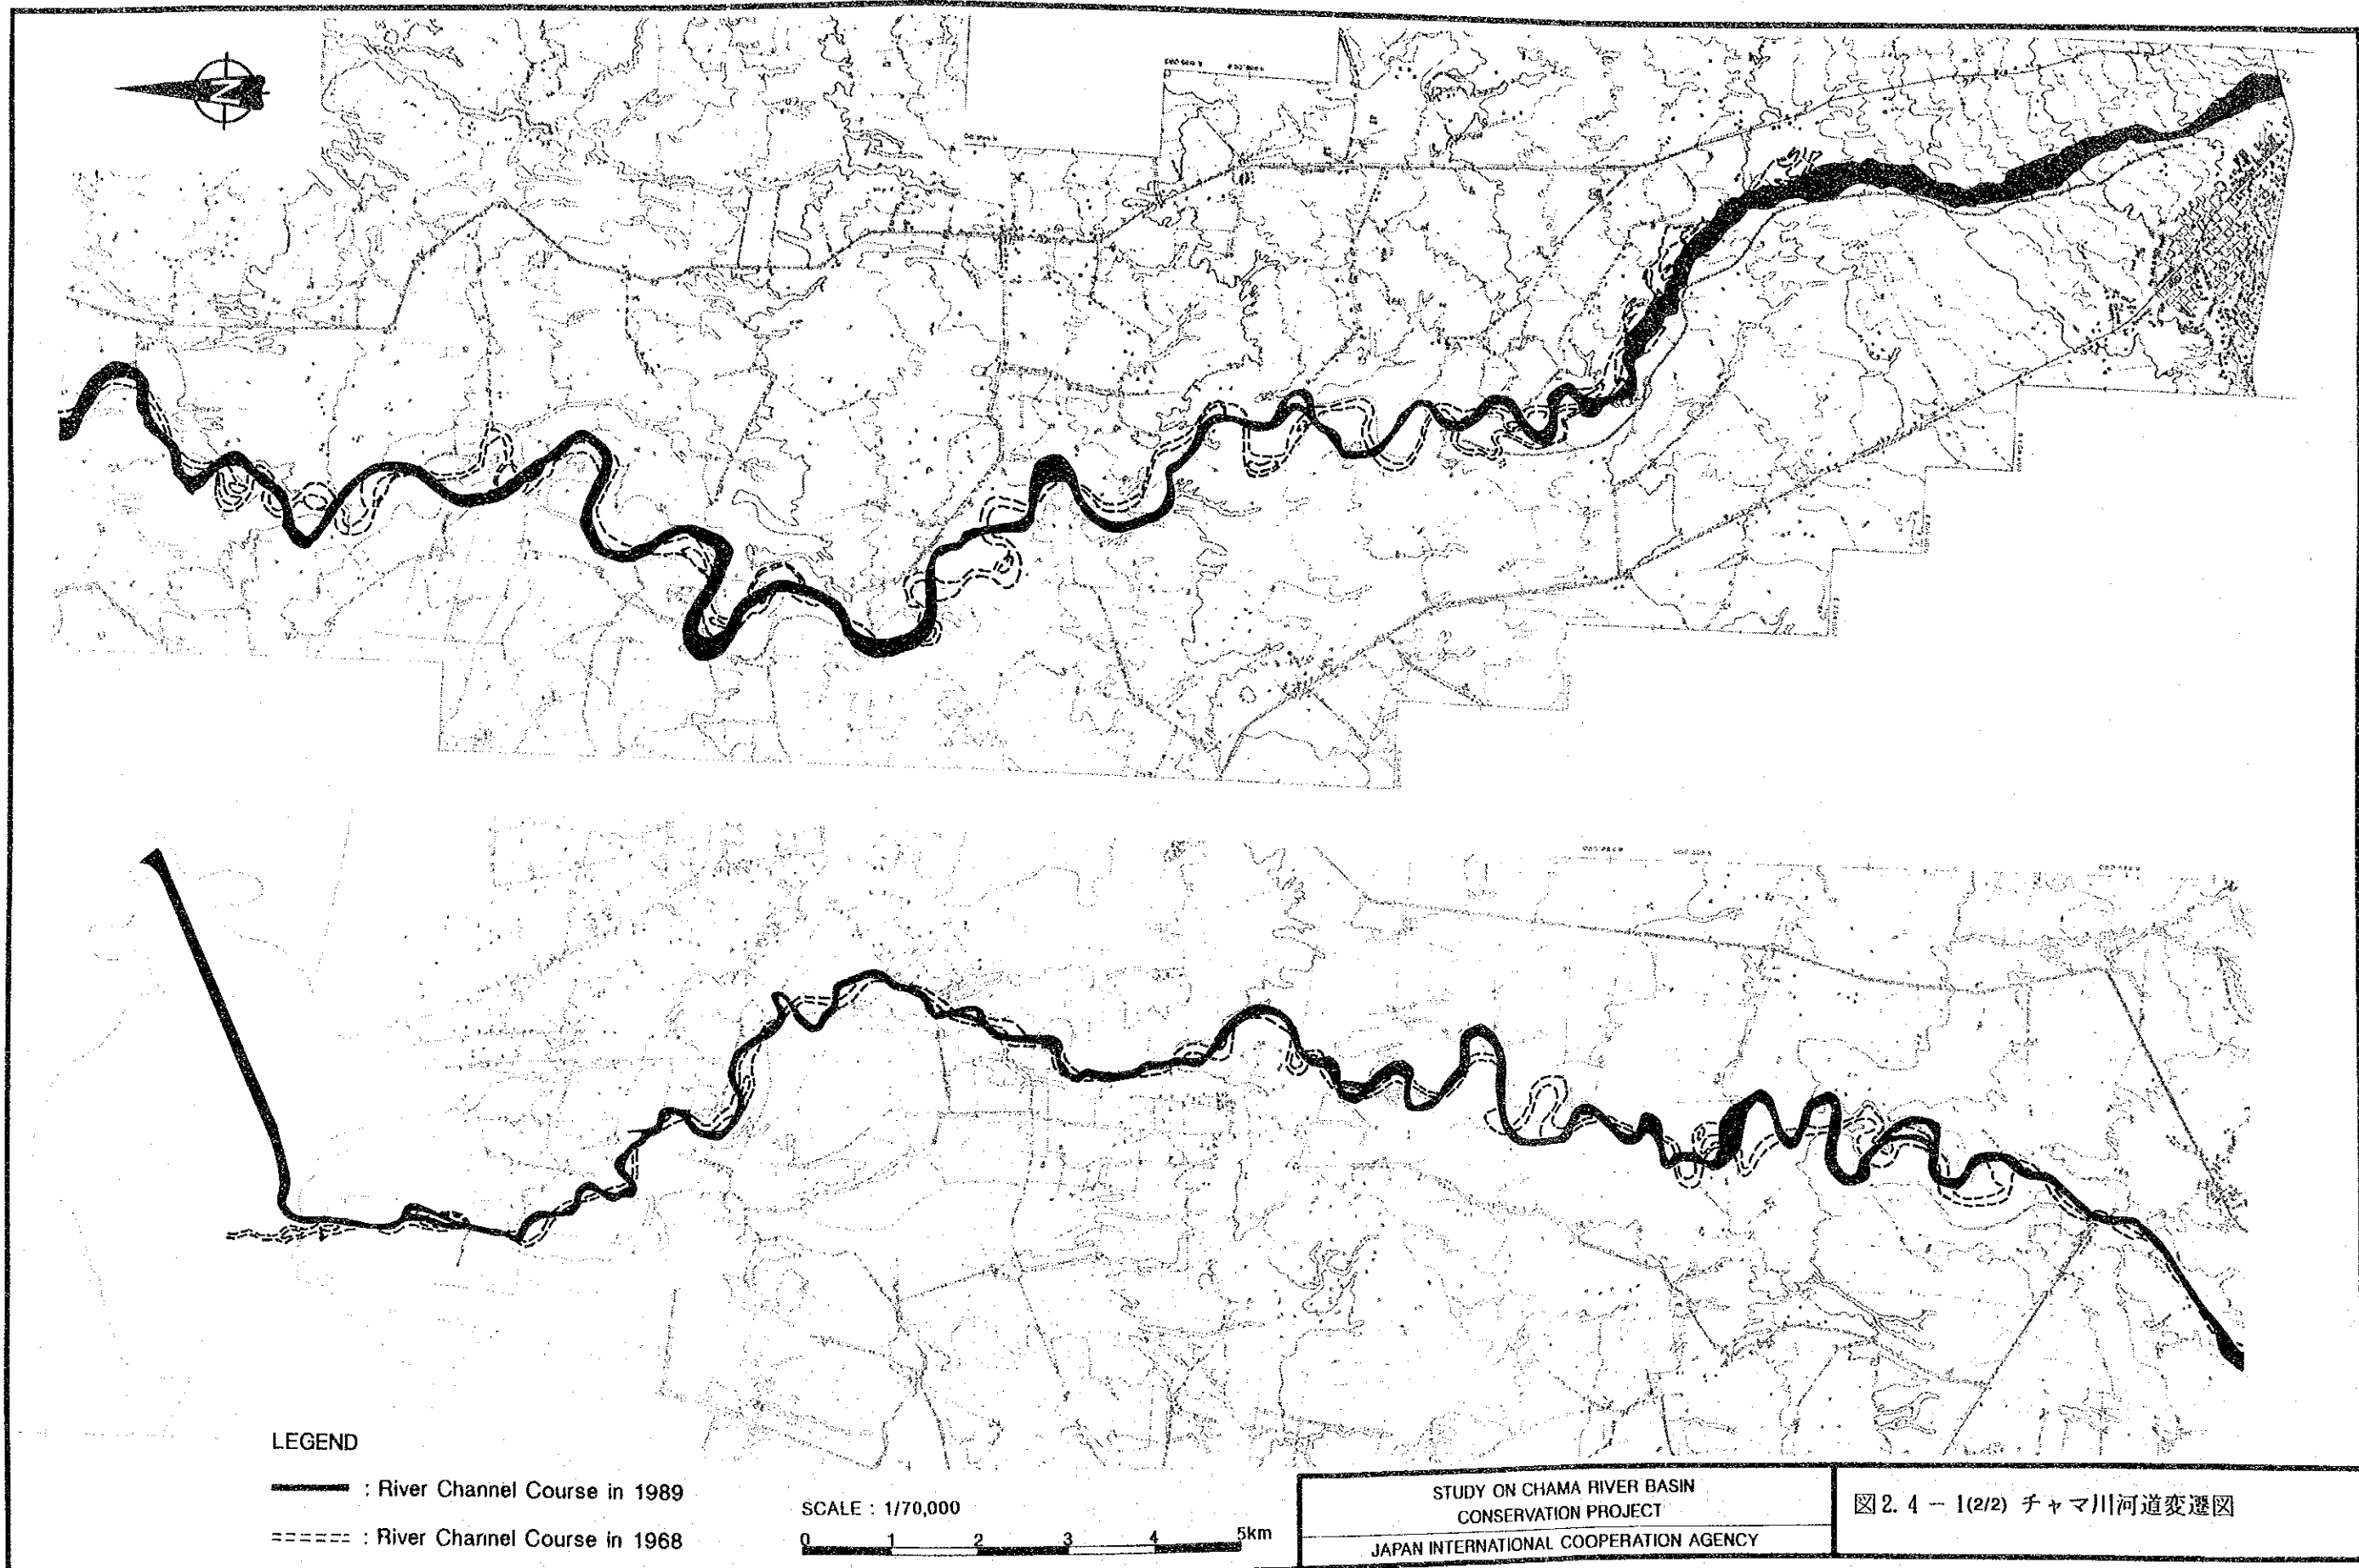 N
LEGEND
: River Channel Course in 1989
: River Channel Course in 1968
SCALE : 1/70,000
0 1 2 3 4 5km
STUDY ON CHAMA RIVER BASIN
CONSERVATION PROJECT
JAPAN INTERNATIONAL COOPERATION AGENCY
図2.4-1(2/2) チャマ川河道変遷図